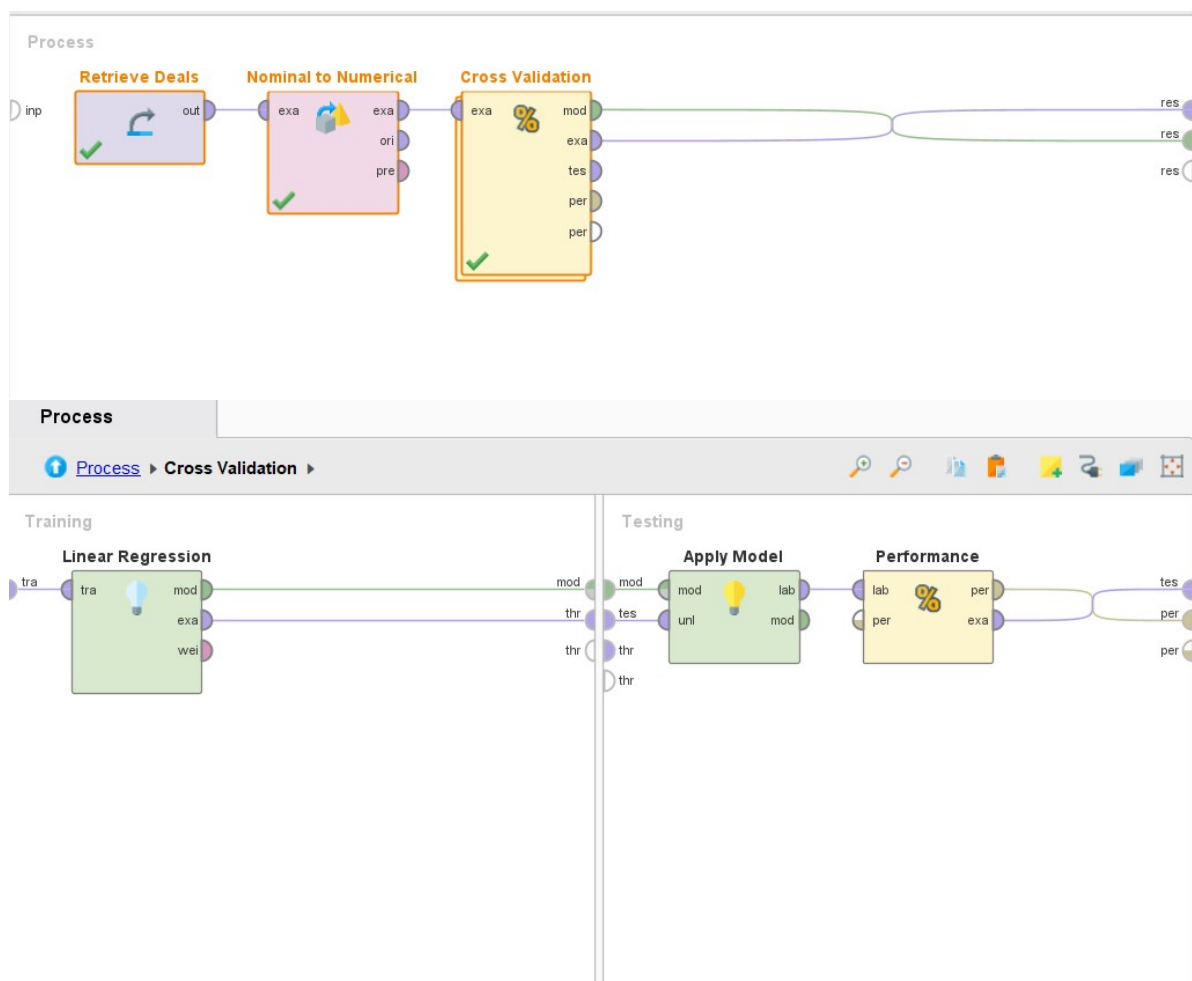 Process
Retrieve Deals Nominal to Numerical Cross Validation
inp out exa exa exa mod res
ori exa res
pre tes res
per
per
Process
Process Cross Validation
Training Testing
Linear Regression Apply Model Performance
tra tra mod mod mod mod lab lab per tes
exa thr tes unl mod per exa per
wei thr thr per
thr